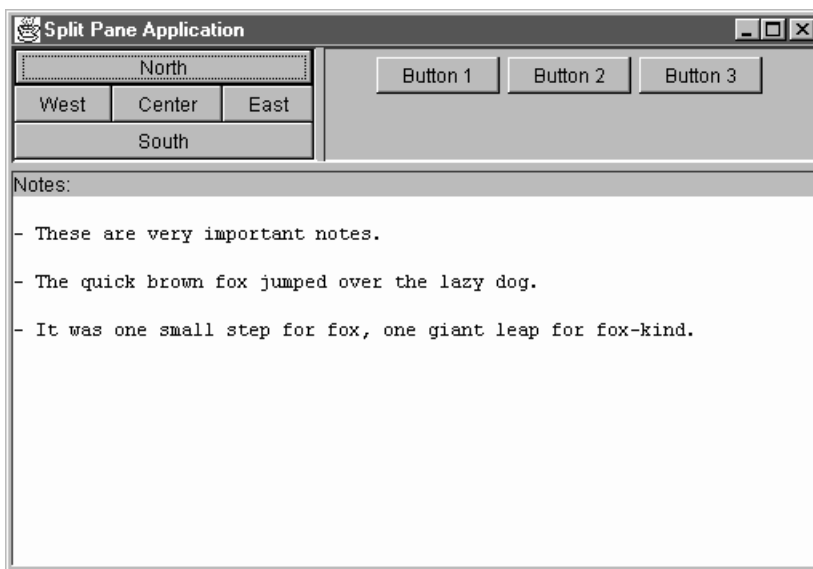 Split Pane Application
North
Button 1 Button 2 Button 3
West Center East
South
Notes:
- These are very important notes.
- The quick brown fox jumped over the lazy dog.
- It was one small step for fox, one giant leap for fox-kind.